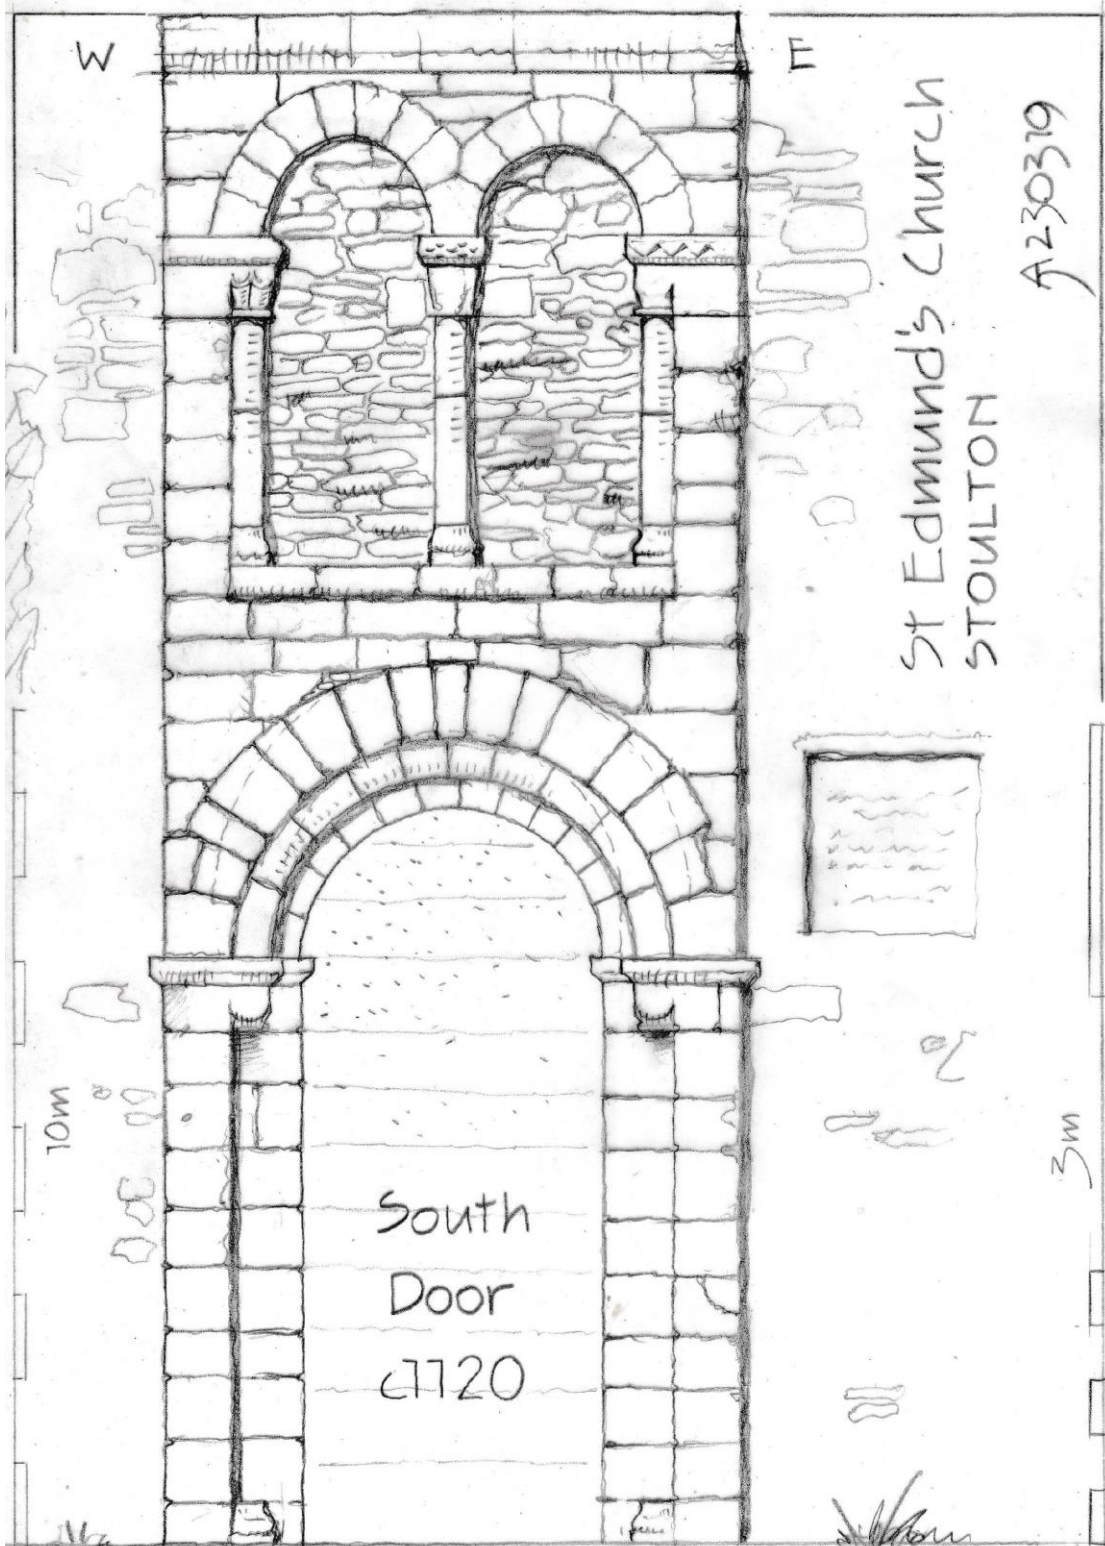 W
E
St Edmund's Church
STOULTON
A230319
10m
3m
South
Door
c1120